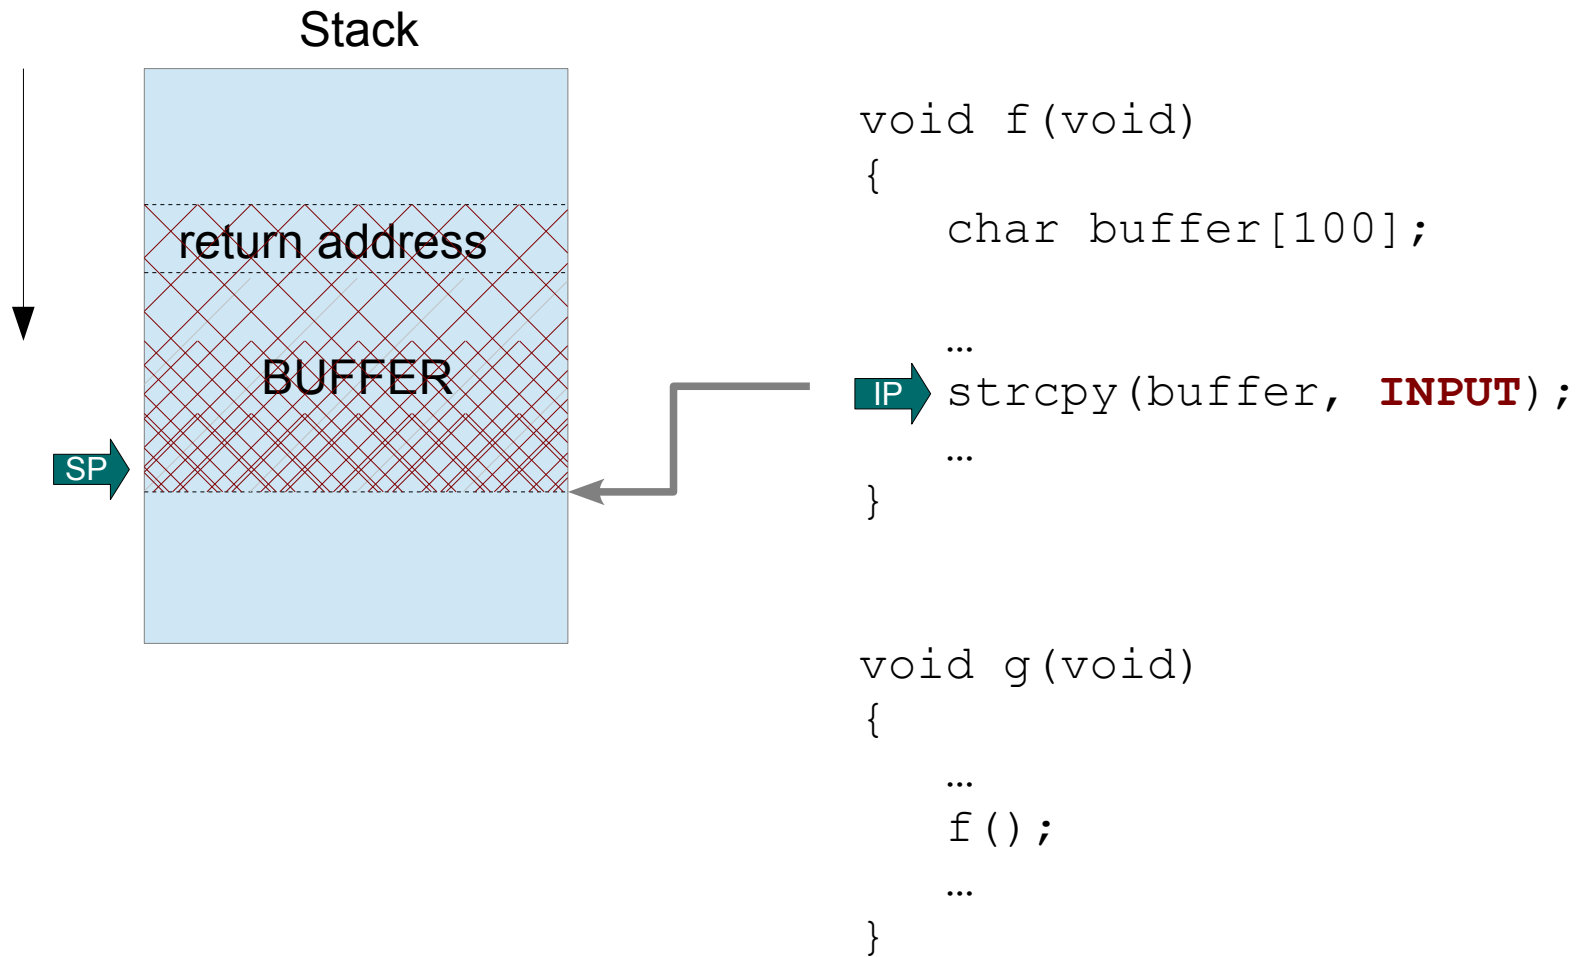 Stack
return address
BUFFER
SP
void f(void)
{
char buffer[100];
…
IP
strcpy(buffer, INPUT);
…
}
void g(void)
{
…
f();
…
}